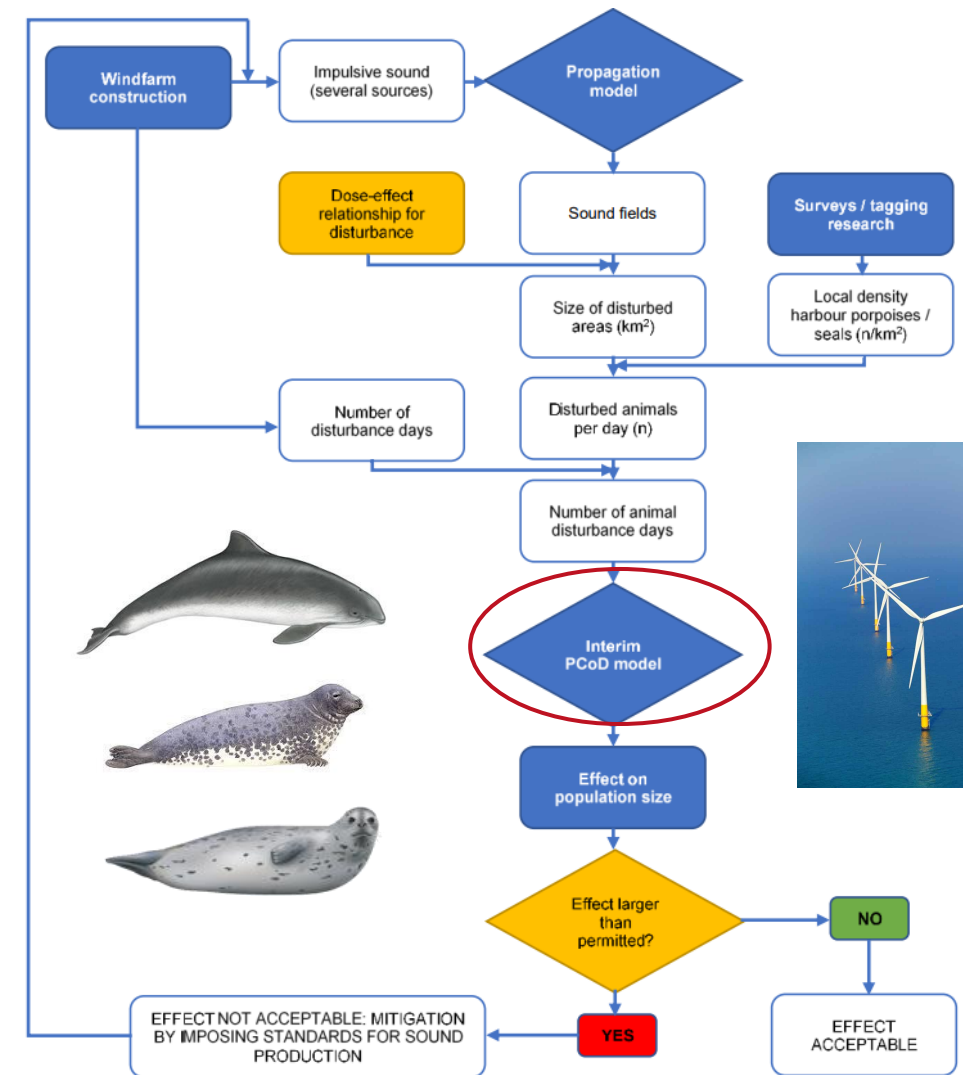 Windfarm
construction
Impulsive sound
(several sources)
Propagation
model
Dose-effect
relationship for
disturbance
Sound fields
Surveys / tagging
research
Size of disturbed
areas (km²)
Local density
harbour porpoises /
seals (n/km²)
Number of
disturbance days
Disturbed animals
per day (n)
Number of animal
disturbance days
Interim
PCoD model
Effect on
population size
Effect larger
than
permitted?
NO
YES
EFFECT NOT ACCEPTABLE: MITIGATION
BY IMPOSING STANDARDS FOR SOUND
PRODUCTION
EFFECT
ACCEPTABLE